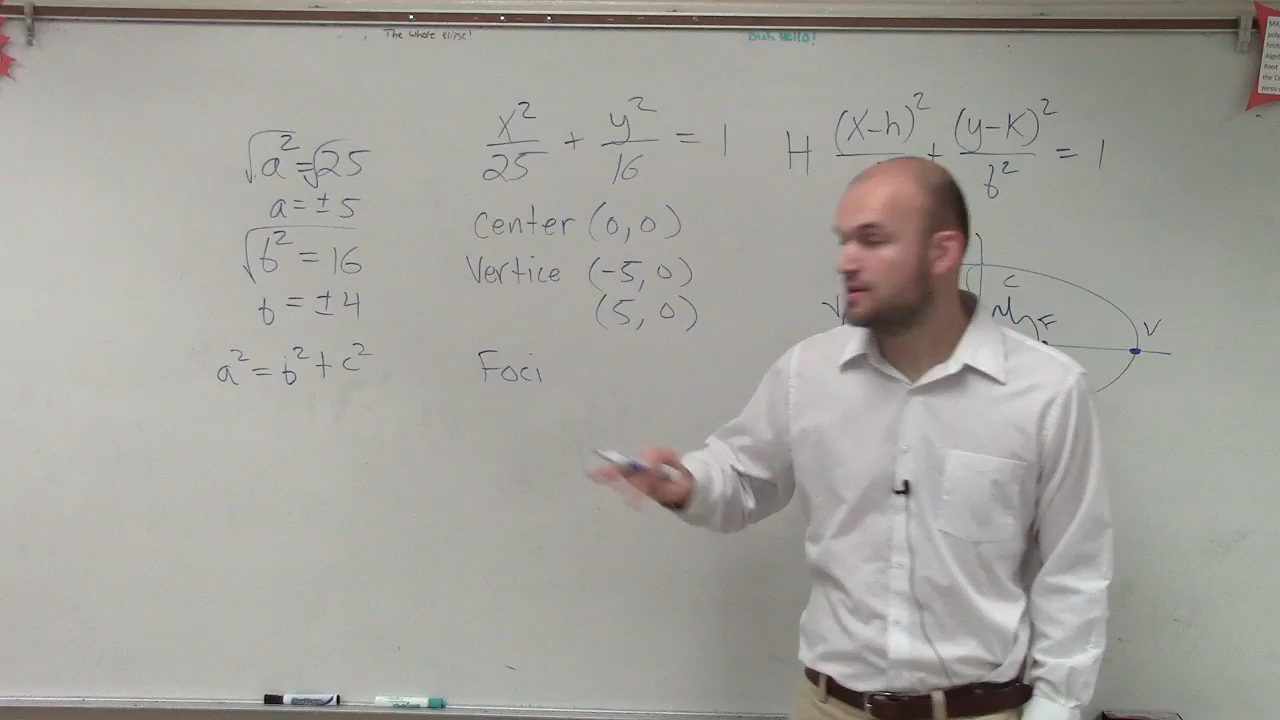 The whole elipse!
Duh Hello!
√a² = √25
a = ±5
√b² = 16
b = ±4
a² = b² + c²
x²/25 + y²/16 = 1
Center (0,0)
Vertice (-5,0)
(5,0)
Foci
H (x-h)²/ + (y-k)²/b² = 1
C
F
V
V